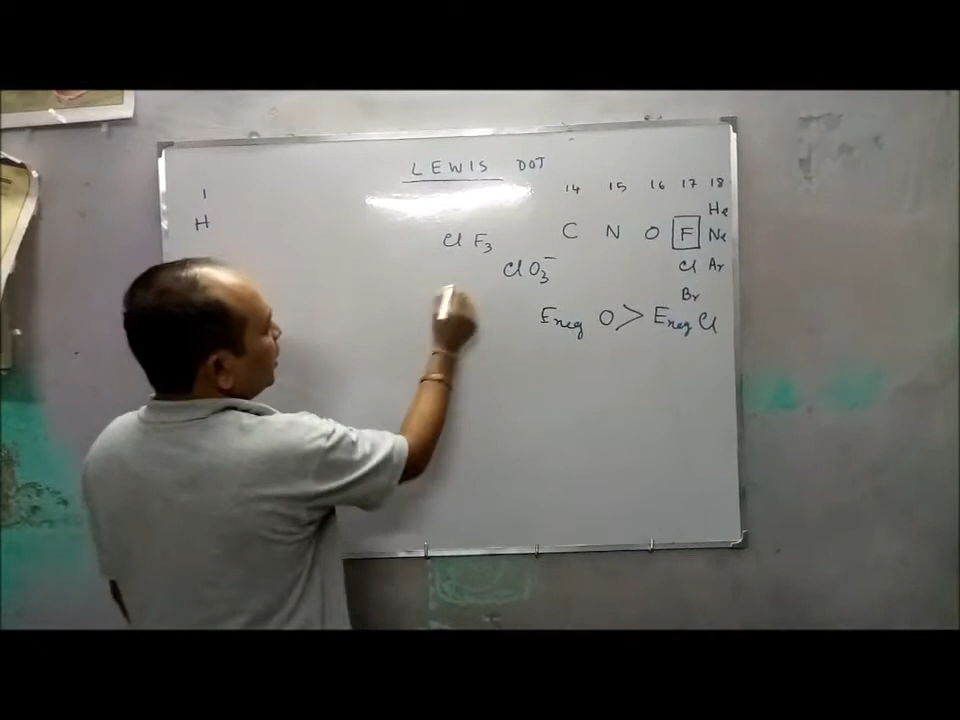 LEWIS DOT
1 14 15 16 17 18
He
H C N O F Ne
Cl F3
ClO3- Cl Ar
Br
Eneg O > Eneg Cl